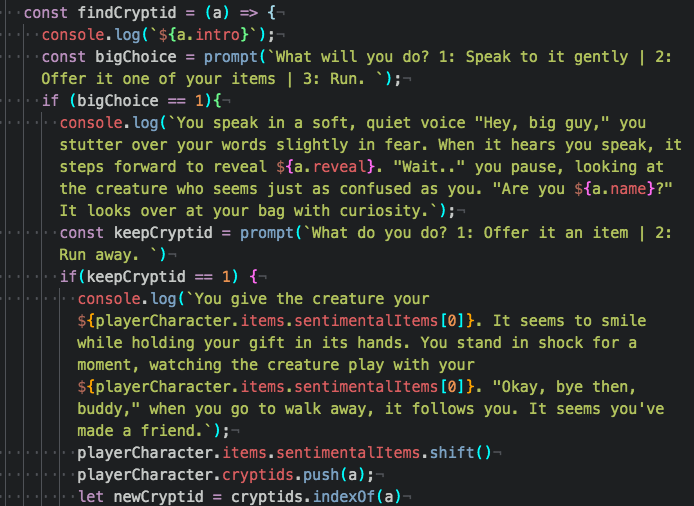 const findCryptid = (a) => {
console.log(`${a.intro}`);
const bigChoice = prompt(`What will you do? 1: Speak to it gently | 2:
Offer it one of your items | 3: Run. `);
if (bigChoice == 1){
console.log(`You speak in a soft, quiet voice "Hey, big guy," you
stutter over your words slightly in fear. When it hears you speak, it
steps forward to reveal ${a.reveal}. "Wait.." you pause, looking at
the creature who seems just as confused as you. "Are you ${a.name}?"
It looks over at your bag with curiosity.`);
const keepCryptid = prompt(`What do you do? 1: Offer it an item | 2:
Run away. `)
if(keepCryptid == 1) {
console.log(`You give the creature your
${playerCharacter.items.sentimentalItems[0]}. It seems to smile
while holding your gift in its hands. You stand in shock for a
moment, watching the creature play with your
${playerCharacter.items.sentimentalItems[0]}. "Okay, bye then,
buddy," when you go to walk away, it follows you. It seems you've
made a friend.`);
playerCharacter.items.sentimentalItems.shift()
playerCharacter.cryptids.push(a);
let newCryptid = cryptids.indexOf(a)